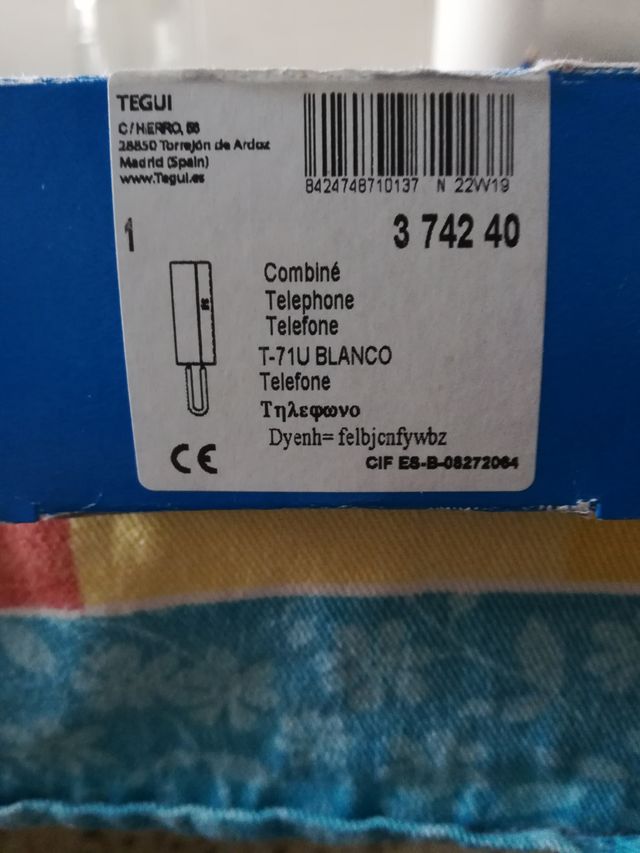 TEGUI
C/HIERRO, 56
28850 Torrejón de Ardoz
Madrid (Spain)
www.Tegui.es
8424748710137 N 22W19
1
3 742 40
Combiné
Telephone
Telefone
T-71U BLANCO
Telefone
Τηλεφωνο
Dyenh= felbjcnfywbz
CE
CIF ES-B-08272064